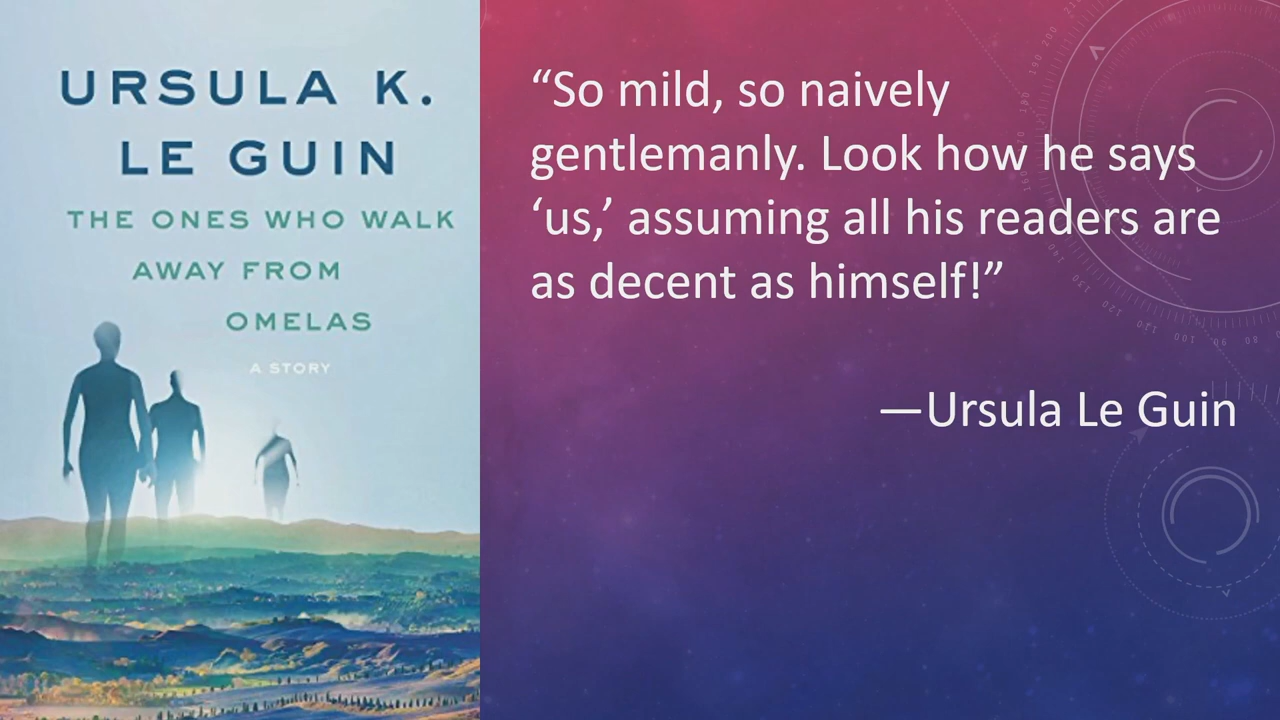 URSULA K.
LE GUIN
THE ONES WHO WALK
AWAY FROM
OMELAS
A STORY
“So mild, so naively
gentlemanly. Look how he says
‘us,’ assuming all his readers are
as decent as himself!”
—Ursula Le Guin